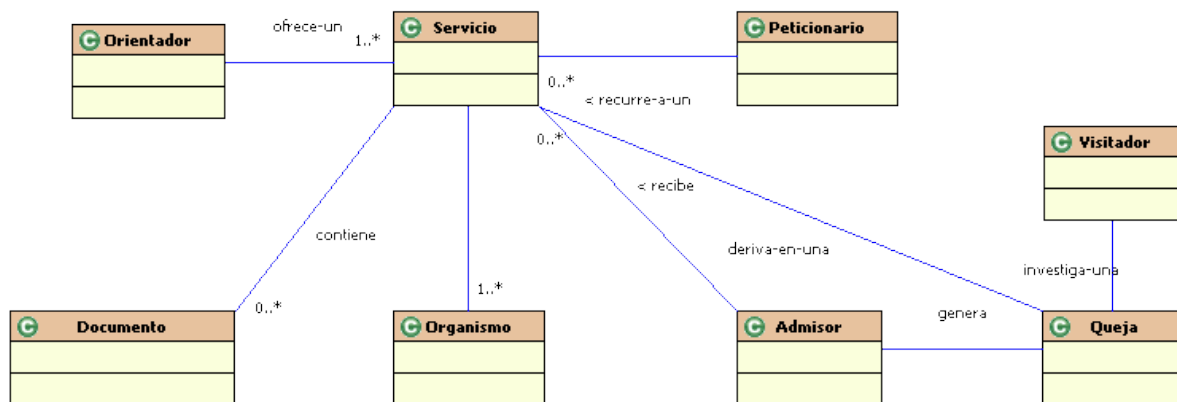 ofrece-un
C Orientador
1..*
C Servicio
C Peticionario
0..*
< recurre-a-un
0..*
< recibe
C Visitador
contiene
deriva-en-una
investiga-una
0..*
1..*
genera
C Documento
C Organismo
C Admisor
C Queja